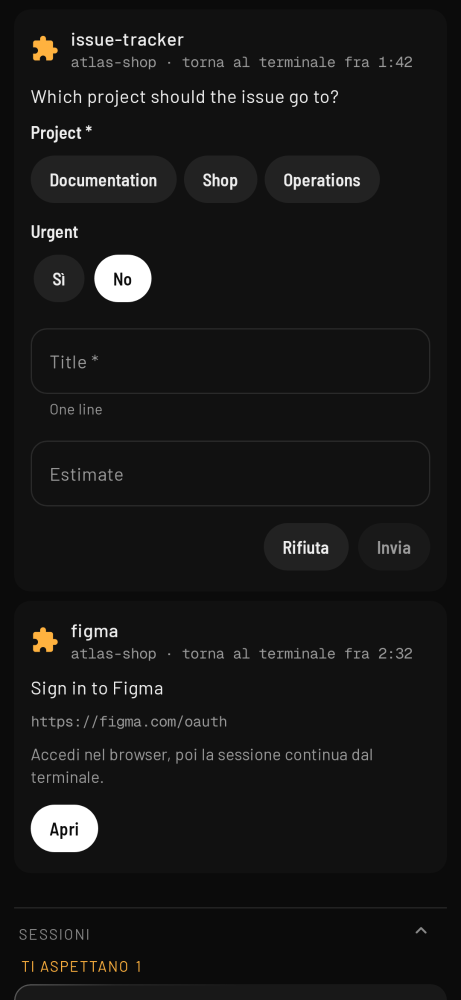 issue-tracker
atlas-shop · torna al terminale fra 1:42
Which project should the issue go to?
Project *
Documentation
Shop
Operations
Urgent
Sì
No
Title *
One line
Estimate
Rifiuta
Invia
figma
atlas-shop · torna al terminale fra 2:32
Sign in to Figma
https://figma.com/oauth
Accedi nel browser, poi la sessione continua dal
terminale.
Apri
SESSIONI
TI ASPETTANO 1